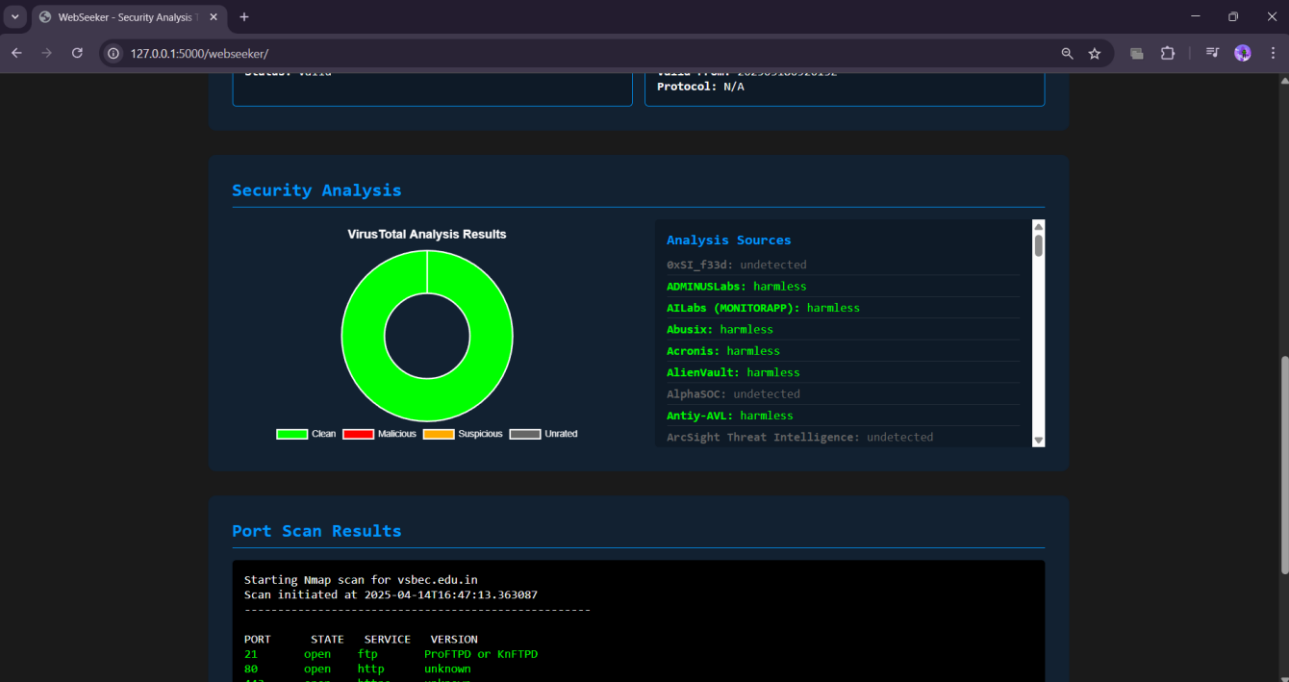 WebSeeker - Security Analysis
127.0.0.1:5000/webseeker/
Status: Valid
Protocol: N/A
Security Analysis
VirusTotal Analysis Results
Clean Malicious Suspicious Unrated
Analysis Sources
0xSI_f33d: undetected
ADMINUSLabs: harmless
AILabs (MONITORAPP): harmless
Abusix: harmless
Acronis: harmless
AlienVault: harmless
AlphaSOC: undetected
Antiy-AVL: harmless
ArcSight Threat Intelligence: undetected
Port Scan Results
Starting Nmap scan for vsbec.edu.in
Scan initiated at 2025-04-14T16:47:13.363087
----------------------------------------------------
PORT STATE SERVICE VERSION
21 open ftp ProFTPD or KnFTPD
80 open http unknown